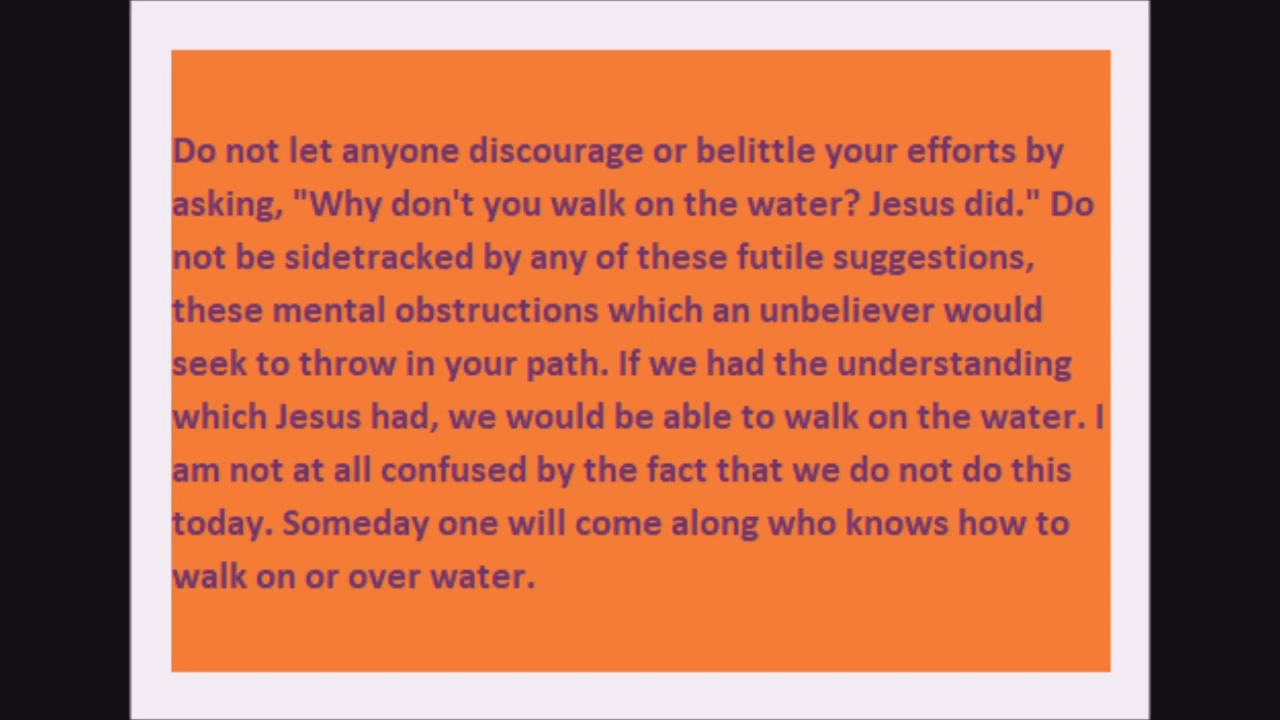 Do not let anyone discourage or belittle your efforts by
asking, "Why don't you walk on the water? Jesus did." Do
not be sidetracked by any of these futile suggestions,
these mental obstructions which an unbeliever would
seek to throw in your path. If we had the understanding
which Jesus had, we would be able to walk on the water. I
am not at all confused by the fact that we do not do this
today. Someday one will come along who knows how to
walk on or over water.